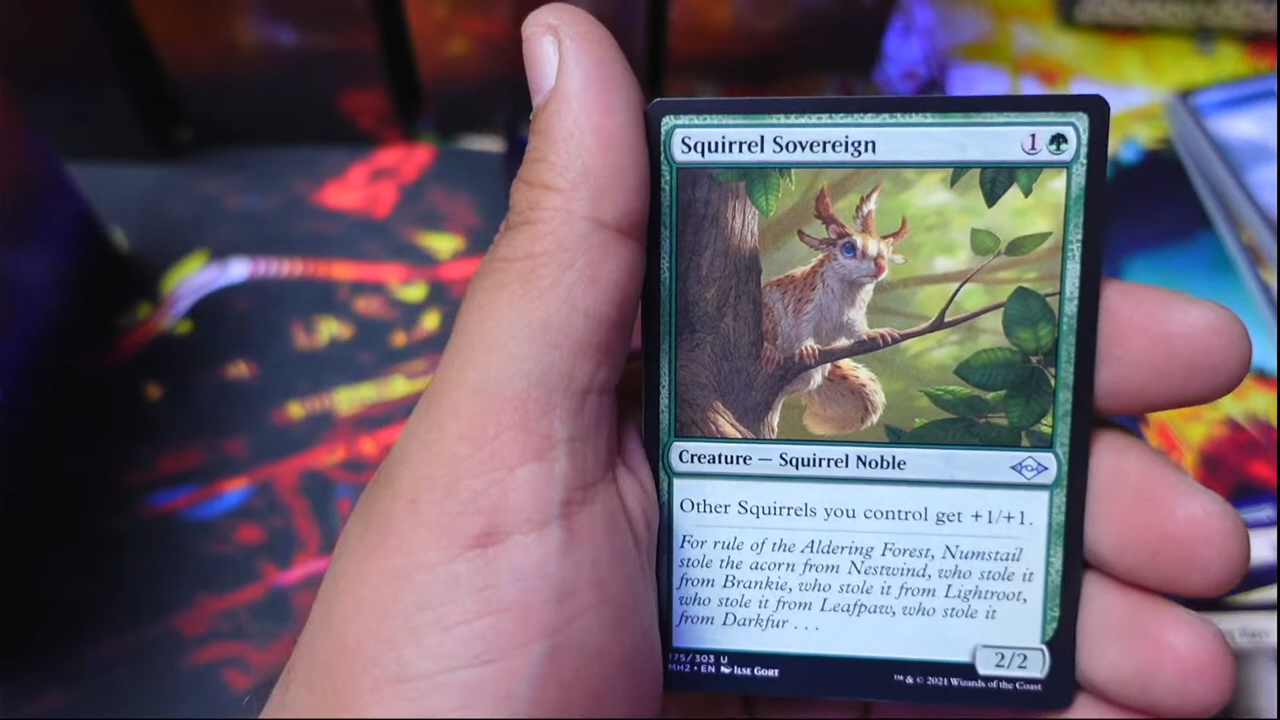 Squirrel Sovereign 1
Creature — Squirrel Noble
Other Squirrels you control get +1/+1.
For rule of the Aldering Forest, Numstail
stole the acorn from Nestwind, who stole it
from Brankie, who stole it from Lightroot,
who stole it from Leafpaw, who stole it
from Darkfur . . .
2/2
175/303 U
MH2 • EN Ilse Gort
™ & © 2021 Wizards of the Coast